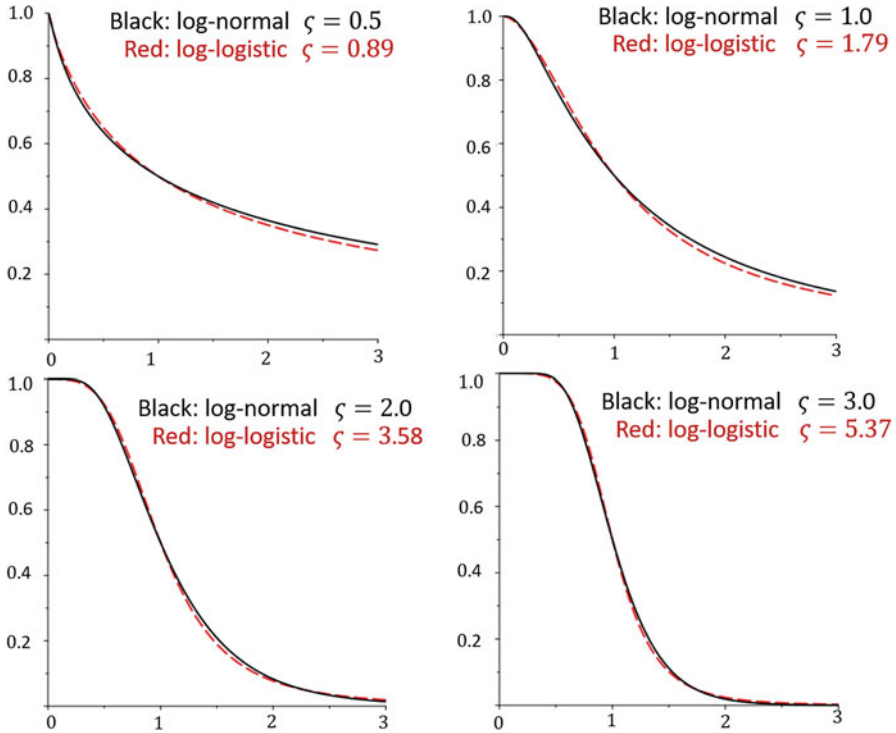 Black: log-normal ς = 0.5
Red: log-logistic ς = 0.89
1.0
0.8
0.6
0.4
0.2
0 1 2 3
Black: log-normal ς = 1.0
Red: log-logistic ς = 1.79
1.0
0.8
0.6
0.4
0.2
0 1 2 3
Black: log-normal ς = 2.0
Red: log-logistic ς = 3.58
1.0
0.8
0.6
0.4
0.2
0 1 2 3
Black: log-normal ς = 3.0
Red: log-logistic ς = 5.37
1.0
0.8
0.6
0.4
0.2
0 1 2 3